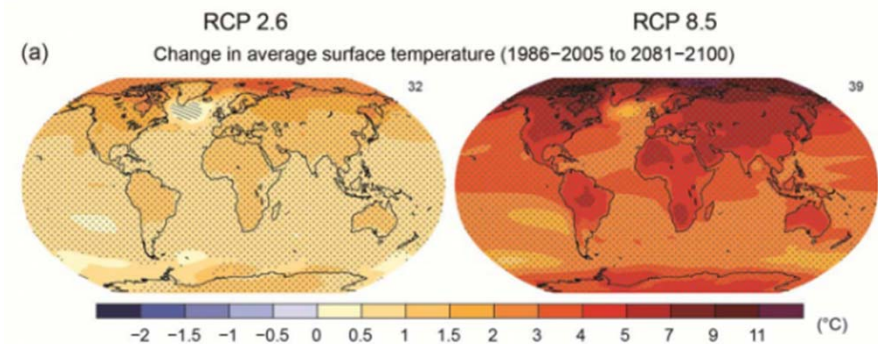 RCP 2.6 RCP 8.5
(a) Change in average surface temperature (1986−2005 to 2081−2100)
32 39
−2 −1.5 −1 −0.5 0 0.5 1 1.5 2 3 4 5 7 9 11 (°C)